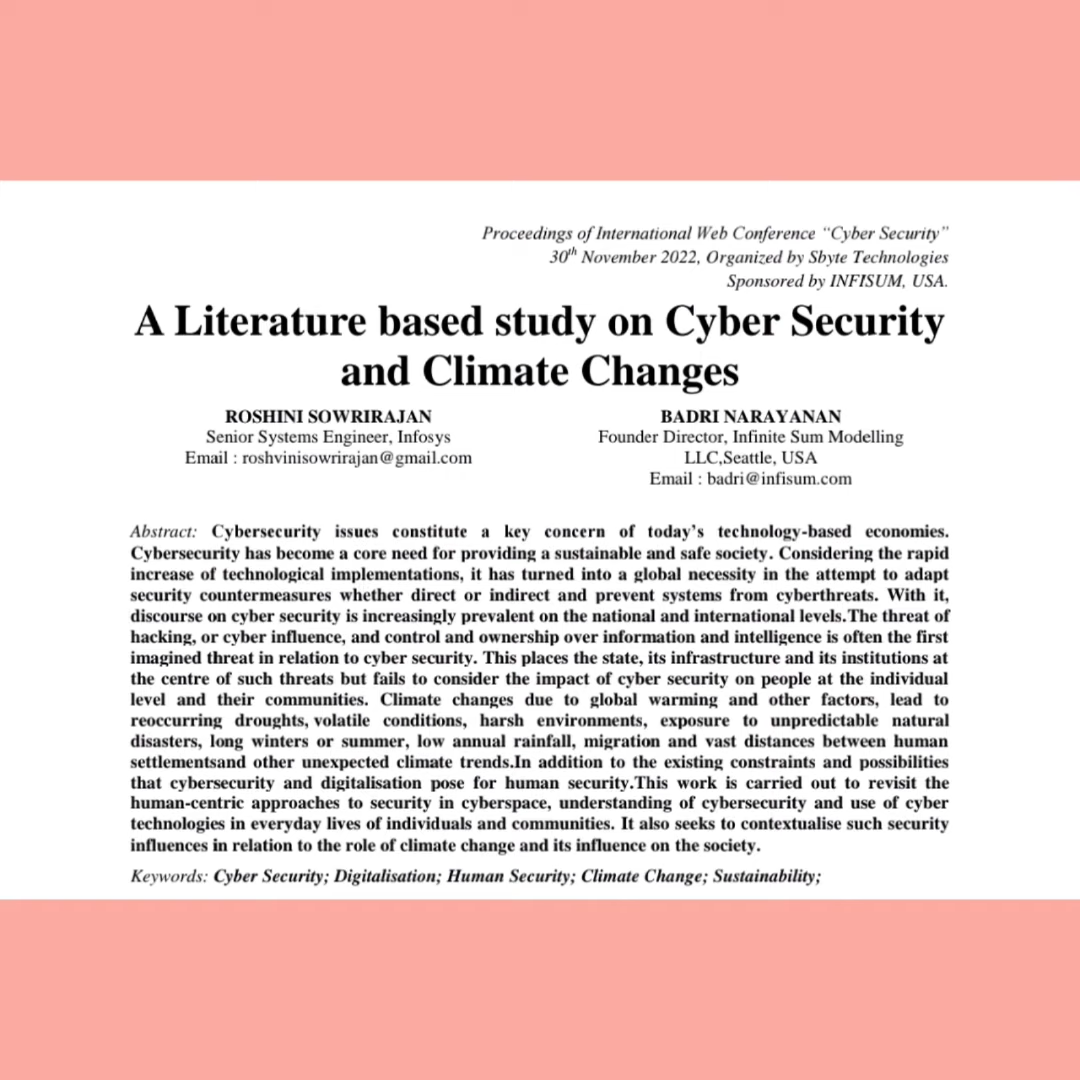 Proceedings of International Web Conference “Cyber Security”
30th November 2022, Organized by Sbyte Technologies
Sponsored by INFISUM, USA.
A Literature based study on Cyber Security
and Climate Changes
ROSHINI SOWRIRAJAN
Senior Systems Engineer, Infosys
Email : roshvinisowrirajan@gmail.com
BADRI NARAYANAN
Founder Director, Infinite Sum Modelling
LLC,Seattle, USA
Email : badri@infisum.com
Abstract: Cybersecurity issues constitute a key concern of today’s technology-based economies.
Cybersecurity has become a core need for providing a sustainable and safe society. Considering the rapid
increase of technological implementations, it has turned into a global necessity in the attempt to adapt
security countermeasures whether direct or indirect and prevent systems from cyberthreats. With it,
discourse on cyber security is increasingly prevalent on the national and international levels.The threat of
hacking, or cyber influence, and control and ownership over information and intelligence is often the first
imagined threat in relation to cyber security. This places the state, its infrastructure and its institutions at
the centre of such threats but fails to consider the impact of cyber security on people at the individual
level and their communities. Climate changes due to global warming and other factors, lead to
reoccurring droughts, volatile conditions, harsh environments, exposure to unpredictable natural
disasters, long winters or summer, low annual rainfall, migration and vast distances between human
settlementsand other unexpected climate trends.In addition to the existing constraints and possibilities
that cybersecurity and digitalisation pose for human security.This work is carried out to revisit the
human-centric approaches to security in cyberspace, understanding of cybersecurity and use of cyber
technologies in everyday lives of individuals and communities. It also seeks to contextualise such security
influences in relation to the role of climate change and its influence on the society.
Keywords: Cyber Security; Digitalisation; Human Security; Climate Change; Sustainability;